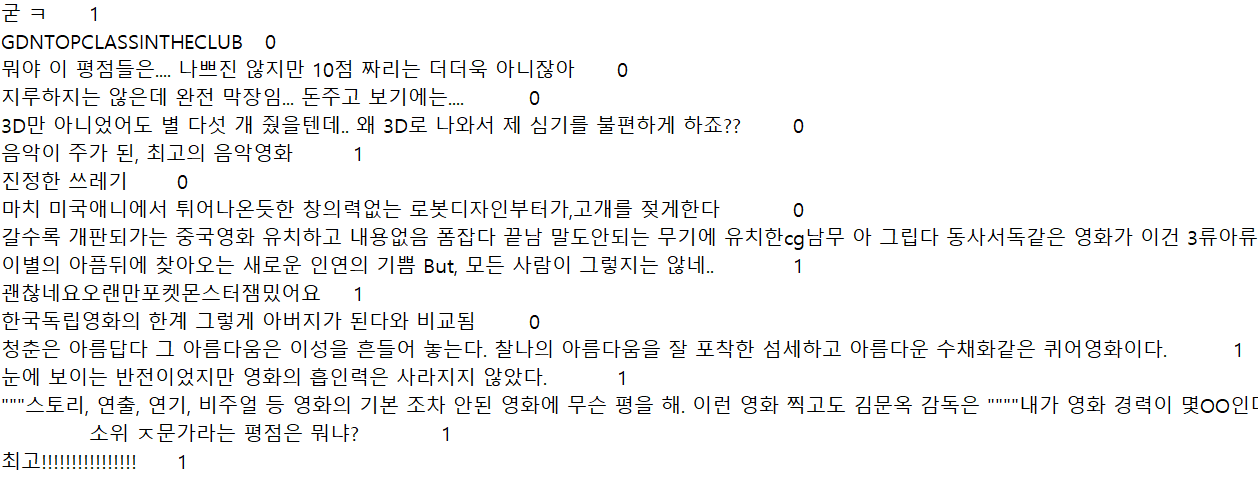 굳 ㅋ 1
GDNTOPCLASSINTHECLUB 0
뭐야 이 평점들은.... 나쁘진 않지만 10점 짜리는 더더욱 아니잖아 0
지루하지는 않은데 완전 막장임... 돈주고 보기에는.... 0
3D만 아니었어도 별 다섯 개 줬을텐데.. 왜 3D로 나와서 제 심기를 불편하게 하죠?? 0
음악이 주가 된, 최고의 음악영화 1
진정한 쓰레기 0
마치 미국애니에서 튀어나온듯한 창의력없는 로봇디자인부터가,고개를 젖게한다 0
갈수록 개판되가는 중국영화 유치하고 내용없음 폼잡다 끝남 말도안되는 무기에 유치한cg남무 아 그립다 동사서독같은 영화가 이건 3류아류
이별의 아픔뒤에 찾아오는 새로운 인연의 기쁨 But, 모든 사람이 그렇지는 않네.. 1
괜찮네요오랜만포켓몬스터잼밌어요 1
한국독립영화의 한계 그렇게 아버지가 된다와 비교됨 0
청춘은 아름답다 그 아름다움은 이성을 흔들어 놓는다. 찰나의 아름다움을 잘 포착한 섬세하고 아름다운 수채화같은 퀴어영화이다. 1
눈에 보이는 반전이었지만 영화의 흡인력은 사라지지 않았다. 1
"""스토리, 연출, 연기, 비주얼 등 영화의 기본 조차 안된 영화에 무슨 평을 해. 이런 영화 찍고도 김문옥 감독은 """"내가 영화 경력이 몇OO인데
소위 ㅈ문가라는 평점은 뭐냐? 1
최고!!!!!!!!!!!!!!!! 1